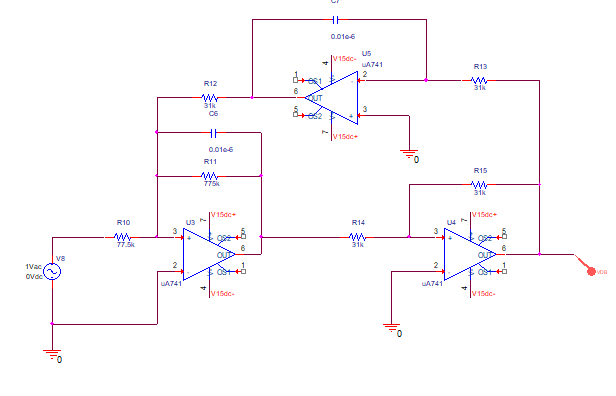 C7
0.01e-6
U5
uA741
V15dc-
4
1
OS1
2
-
R13
31k
R12
31k
6
OUT
5
OS2
3
+
7
V15dc+
0
C6
0.01e-6
R11
775k
R15
31k
R10
77.5k
U3
7
V15dc+
3
+
5
OS2
6
OUT
2
-
1
OS1
uA741
4
V15dc-
R14
31k
U4
7
V15dc+
3
+
5
OS2
6
OUT
2
-
1
OS1
uA741
4
V15dc-
VDB
V8
1Vac
0Vdc
0
0